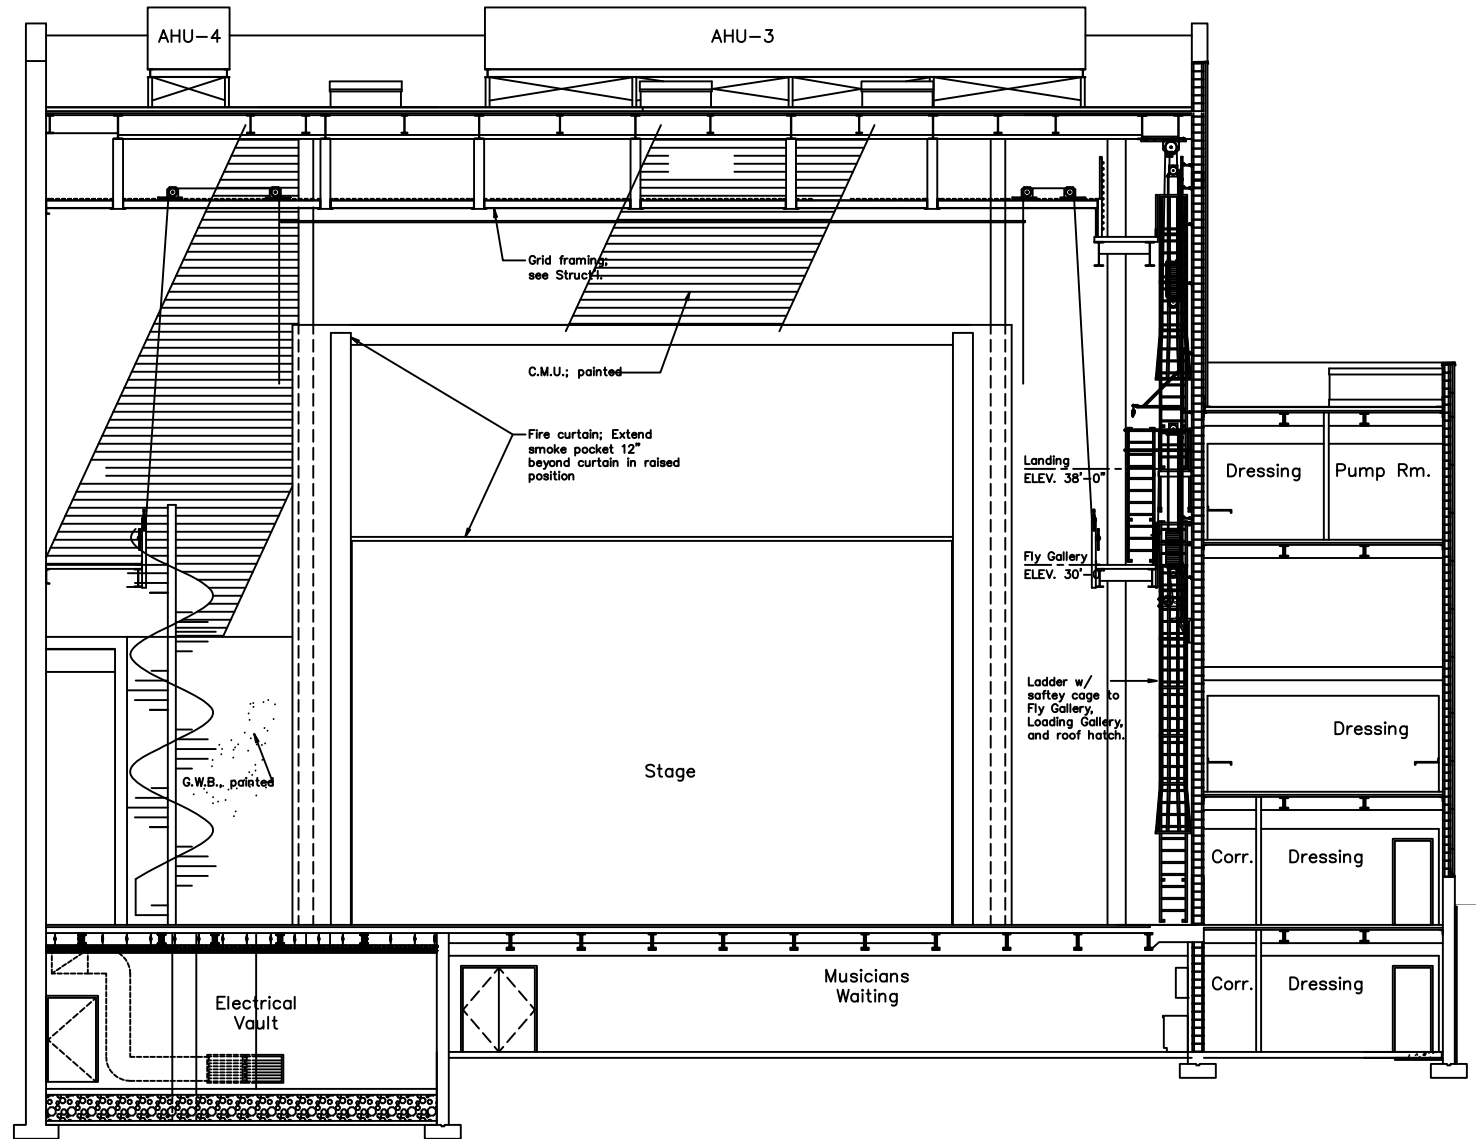 AHU-4
AHU-3
Grid framing;
see Struct'l.
C.M.U.; painted
Fire curtain; Extend
smoke pocket 12"
beyond curtain in raised
position
Landing
ELEV. 38'-0"
Dressing
Pump Rm.
Fly Gallery
ELEV. 30'-0
Ladder w/
saftey cage to
Fly Gallery,
Loading Gallery,
and roof hatch.
Dressing
G.W.B., painted
Stage
Corr.
Dressing
Musicians
Waiting
Corr.
Dressing
Electrical
Vault